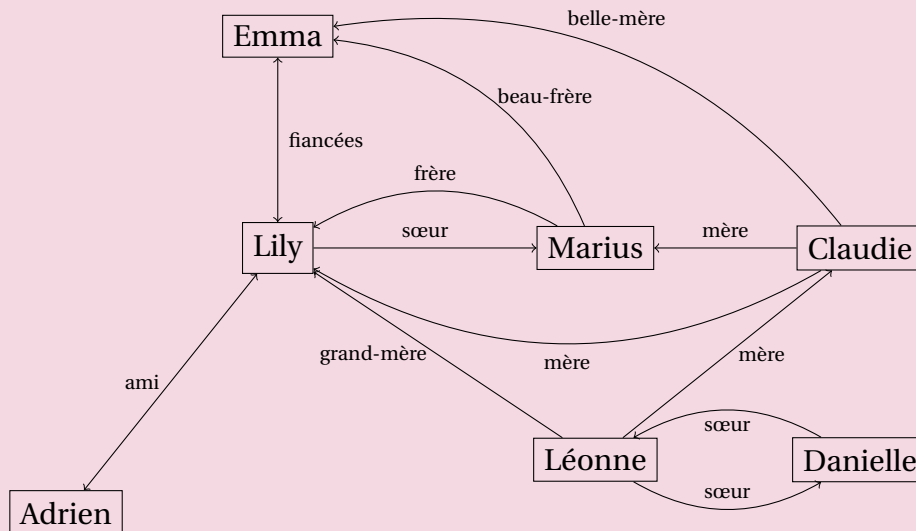 belle-mère
Emma
beau-frère
fiancées
frère
Lily
sœur
Marius
mère
Claudie
grand-mère
mère
mère
ami
sœur
Léonne
Danielle
sœur
Adrien